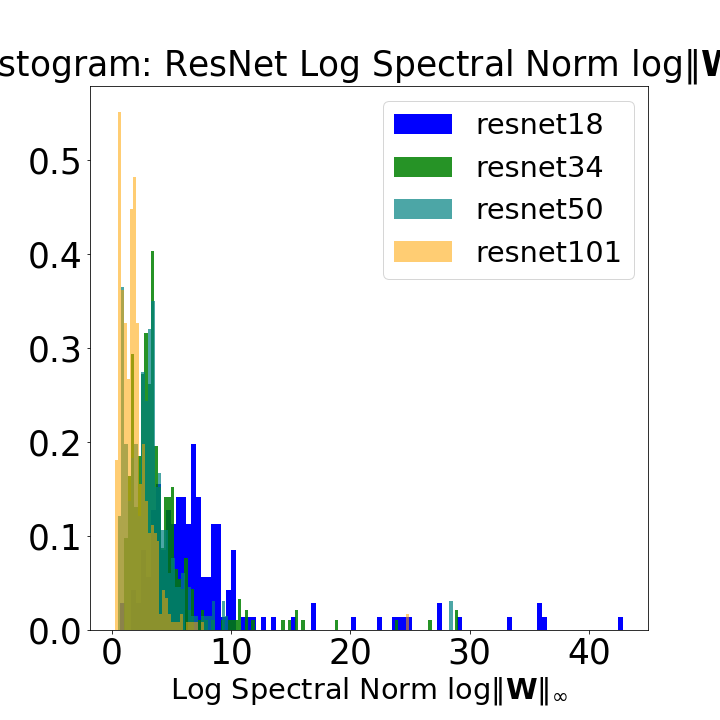 stogram: ResNet Log Spectral Norm log‖W
resnet18
resnet34
resnet50
resnet101
0.5
0.4
0.3
0.2
0.1
0.0
0 10 20 30 40
Log Spectral Norm log‖W‖∞